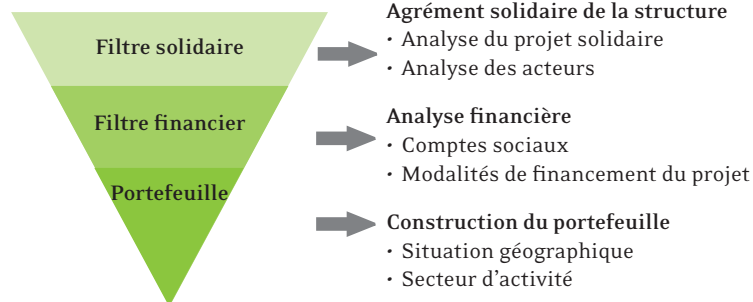 Filtre solidaire
Agrément solidaire de la structure
· Analyse du projet solidaire
· Analyse des acteurs
Filtre financier
Analyse financière
· Comptes sociaux
· Modalités de financement du projet
Portefeuille
Construction du portefeuille
· Situation géographique
· Secteur d'activité